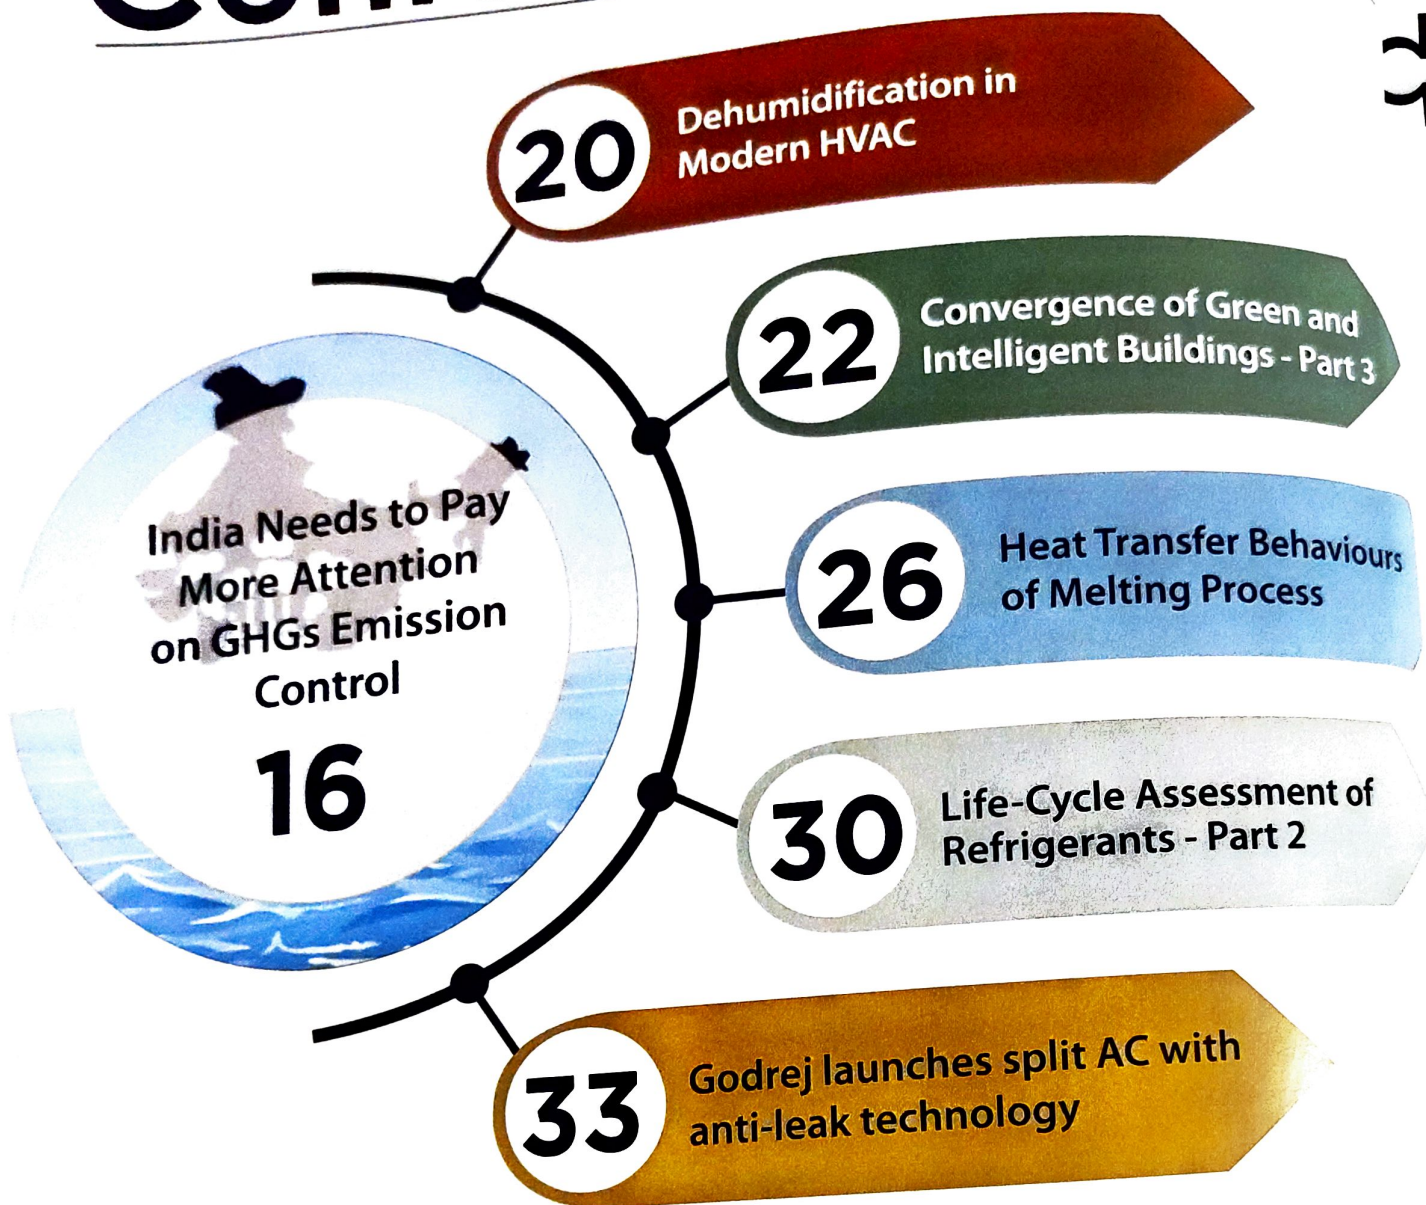 20
Dehumidification in
Modern HVAC
22
Convergence of Green and
Intelligent Buildings - Part 3
India Needs to Pay
More Attention
on GHGs Emission
Control
16
26
Heat Transfer Behaviours
of Melting Process
30
Life-Cycle Assessment of
Refrigerants - Part 2
33
Godrej launches split AC with
anti-leak technology